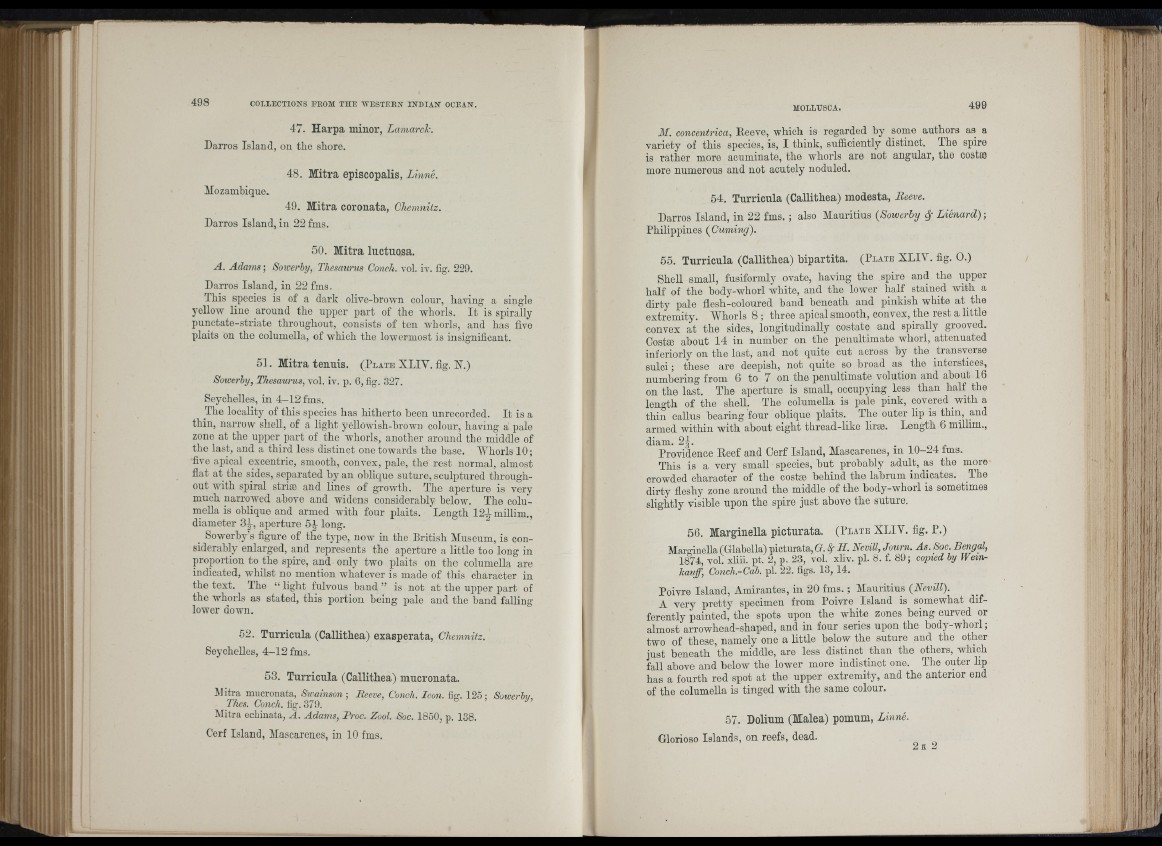 498 COLLECTIONS FROM THE WESTERN INDIAN OCEAN.
47. Harpa minor, Lamarck.
Darros Island, on the shore.
48. Mitra episcopalis, Linné.
Mozambique.
49. Mitra coronata, Chemnitz.
Darros Island, in 22 fms.
50. Mitra luctuosa.
A. Adams; Sowerby, Thesaurus Conch. vol. iv. fig. 229.
Darros Island, in 22 fms.
This species is of a dark olive-brown colour, having a single
yellow line around the upper part of the whorls. It is spirally
punctate-striate throughout, consists of ten whorls, and has five
plaits on the columella, of which the lowermost is insignificant.
51. Mitra tenuis. (PLATE XLIV. fig. N.)
Sowerby, Thesaurus, vol. iv. p. 6, fig. 327.
Seychelles, in 4–12 fms.
The locality of this species has hitherto been unrecorded. It is a
thin, narrow shell, of a light yellowish-brown colour, having a pale
zone at the upper part of the whorls, another around the middle of
the last, and a third less distinct one towards the base. Whorls 10;
five apical excentric, smooth, convex, pale, the rest normal, almost
flat at the sides, separated by an oblique suture, sculptured through-
out with spiral striæ and lines of growth. The aperture is very
much narrowed above and widens considerably below. The colu-
mella is oblique and armed with four plaits. Length 12½ millim.,
diameter 3½, aperture 5½ long.
Sowerby's figure of the type, now in the British Museum, is con-
siderably enlarged, and represents the aperture a little too long in
proportion to the spire, and only two plaits on the columella are
indicated, whilst no mention whatever is made of this character in
the text. The "light fulvous band" is not at the upper part of
the whorls as stated, this portion being pale and the band falling
lower down.
52. Turricula (Callithea) exasperata, Chemnitz.
Seychelles, 4–12 fms.
53. Turricula (Callithea) mucronata.
Mitra mucronata, Swainson; Reeve, Conch. Icon. fig. 125; Sowerby,
Thes. Conch. fig. 379.
Mitra echinata, A. Adams, Proc. Zool. Soc. 1850, p. 138.
Cerf Island, Mascarenes, in 10 fms.
MOLLUSCA. 499
M. concentrica, Reeve, which is regarded by some authors as a
variety of this species, is, I think, sufficiently distinct. The spire
is rather more acuminate, the whorls are not angular, the costæ
more numerous and not acutely noduled.
54. Turricula (Callithea) modesta, Reeve.
Darros Island, in 22 fms.; also Mauritius (Sowerby & Liénard);
Philippines (Cuming).
55. Turricula (Callithea) bipartita. (PLATE XLIV. fig. O.)
Shell small, fusiformly ovate, having the spire and the upper
half of the body-whorl white, and the lower half stained with a
dirty pale flesh-coloured band beneath and pinkish white at the
extremity. Whorls 8; three apical smooth, convex, the rest a little
convex at the sides, longitudinally costate and spirally grooved.
Costæ about 14 in number on the penultimate whorl, attenuated
inferiorly on the last, and not quite cut across by the transverse
sulci; these are deepish, not quite so broad as the interstices,
numbering from 6 to 7 on the penultimate volution and about 16
on the last. The aperture is small, occupying less than half the
length of the shell. The columella is pale pink, covered with a
thin callus bearing four oblique plaits. The outer lip is thin, and
armed within with about eight thread-like liræ. Length 6 millim.,
diam.
Providence Reef and Cerf Island, Mascarenes, in 10–24 fms.
This is a very small species, but probably adult, as the more
crowded character of the costæ behind the labrum indicates. The
dirty fleshy zone around the middle of the body-whorl is sometimes
slightly visible upon the spire just above the suture.
56. Marginella picturata. (PLATE XLIV. fig. P.)
Marginella (Glabella) picturata, G. & H. Nevill, Journ. As. Soc. Bengal,
1874, vol. xliii. pt. 2, p. 23, vol. xliv. pl. 8. f. 89; copied by Wein-
kauff, Conch.-Cab. pl. 22. figs. 13, 14.
Poivre Island, Amirantes, in 20 fms.; Mauritius (Nevill).
A very pretty specimen from Poivre Island is somewhat dif-
ferently painted, the spots upon the white zones being curved or
almost arrowhead-shaped, and in four series upon the body-whorl;
two of these, namely one a little below the suture and the other
just beneath the middle, are less distinct than the others, which
fall above and below the lower more indistinct one. The outer lip
has a fourth red spot at the upper extremity, and the anterior end
of the columella is tinged with the same colour.
57. Dolium (Malea) pomum, Linné.
Glorioso Islands, on reefs, dead.
2 K 2